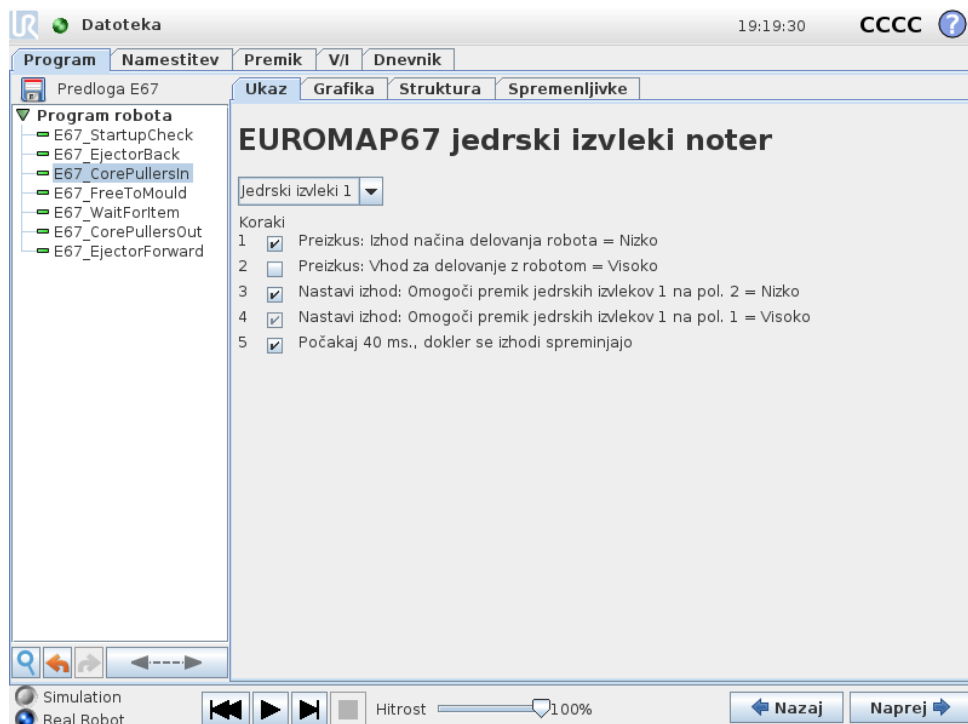 UR Datoteka 19:19:30 CCCC ?
Program Namestitev Premik V/I Dnevnik
Predloga E67
Ukaz Grafika Struktura Spremenljivke
Program robota
E67_StartupCheck
E67_EjectorBack
E67_CorePullersIn
E67_FreeToMould
E67_WaitForItem
E67_CorePullersOut
E67_EjectorForward
EUROMAP67 jedrski izvleki noter
Jedrski izvleki 1
Koraki
1 Preizkus: Izhod načina delovanja robota = Nizko
2 Preizkus: Vhod za delovanje z robotom = Visoko
3 Nastavi izhod: Omogoči premik jedrskih izvlekov 1 na pol. 2 = Nizko
4 Nastavi izhod: Omogoči premik jedrskih izvlekov 1 na pol. 1 = Visoko
5 Počakaj 40 ms., dokler se izhodi spreminjajo
Simulation
Real Robot
Hitrost 100%
Nazaj
Naprej